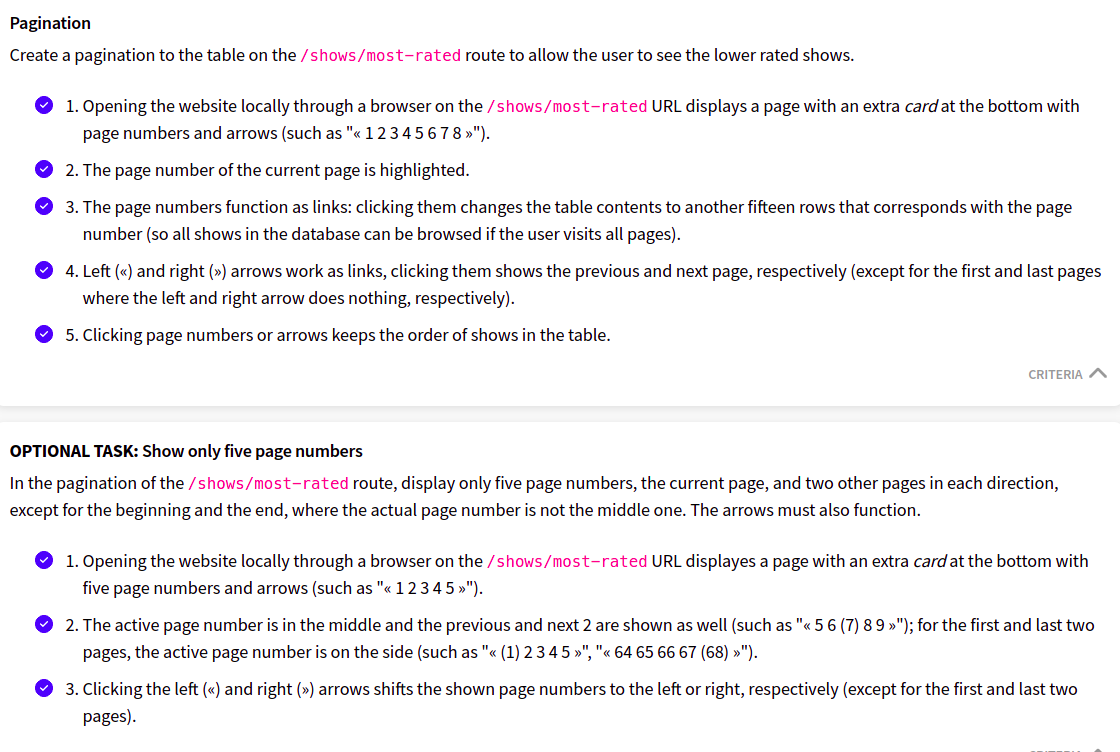 Pagination
Create a pagination to the table on the /shows/most-rated route to allow the user to see the lower rated shows.
1. Opening the website locally through a browser on the /shows/most-rated URL displays a page with an extra card at the bottom with
page numbers and arrows (such as "« 1 2 3 4 5 6 7 8 »").
2. The page number of the current page is highlighted.
3. The page numbers function as links: clicking them changes the table contents to another fifteen rows that corresponds with the page
number (so all shows in the database can be browsed if the user visits all pages).
4. Left («) and right (») arrows work as links, clicking them shows the previous and next page, respectively (except for the first and last pages
where the left and right arrow does nothing, respectively).
5. Clicking page numbers or arrows keeps the order of shows in the table.
CRITERIA
OPTIONAL TASK: Show only five page numbers
In the pagination of the /shows/most-rated route, display only five page numbers, the current page, and two other pages in each direction,
except for the beginning and the end, where the actual page number is not the middle one. The arrows must also function.
1. Opening the website locally through a browser on the /shows/most-rated URL displayes a page with an extra card at the bottom with
five page numbers and arrows (such as "« 1 2 3 4 5 »").
2. The active page number is in the middle and the previous and next 2 are shown as well (such as "« 5 6 (7) 8 9 »"); for the first and last two
pages, the active page number is on the side (such as "« (1) 2 3 4 5 »", "« 64 65 66 67 (68) »").
3. Clicking the left («) and right (») arrows shifts the shown page numbers to the left or right, respectively (except for the first and last two
pages).